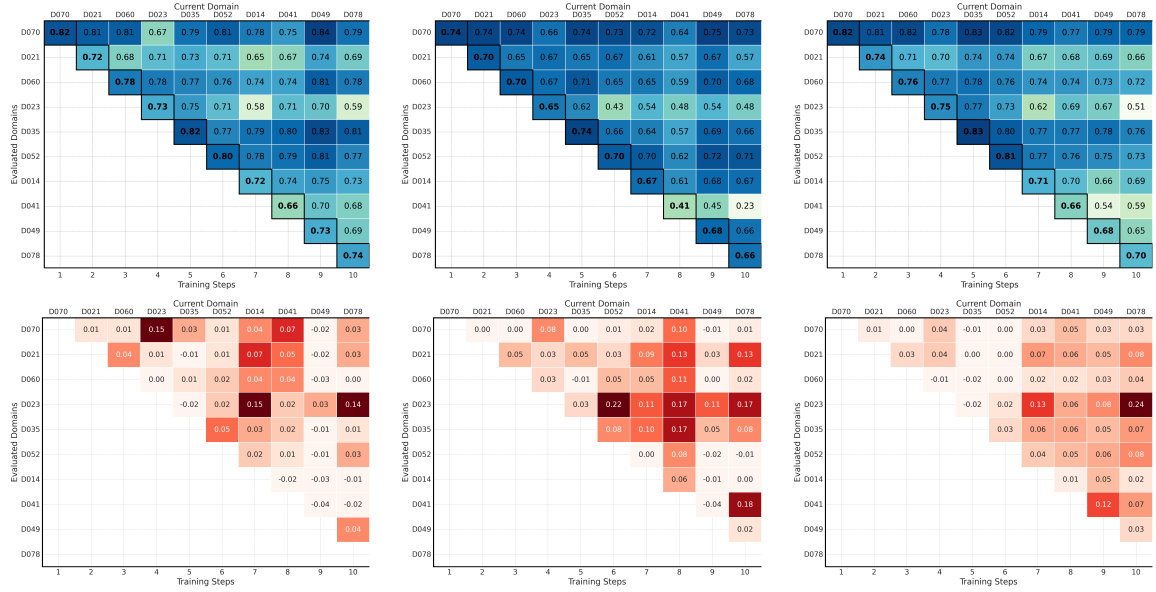 Current Domain
D070 D021 D060 D023 D035 D052 D014 D041 D049 D078
Evaluated Domains
D070 0.82 0.81 0.81 0.67 0.79 0.81 0.78 0.75 0.84 0.79
D021 0.72 0.68 0.71 0.73 0.71 0.65 0.67 0.74 0.69
D060 0.78 0.78 0.77 0.76 0.74 0.74 0.81 0.78
D023 0.73 0.75 0.71 0.58 0.71 0.70 0.59
D035 0.82 0.77 0.79 0.80 0.83 0.81
D052 0.80 0.78 0.79 0.81 0.77
D014 0.72 0.74 0.75 0.73
D041 0.66 0.70 0.68
D049 0.73 0.69
D078 0.74
1 2 3 4 5 6 7 8 9 10
Training Steps
Current Domain
D070 D021 D060 D023 D035 D052 D014 D041 D049 D078
Evaluated Domains
D070 0.74 0.74 0.74 0.66 0.74 0.73 0.72 0.64 0.75 0.73
D021 0.70 0.65 0.67 0.65 0.67 0.61 0.57 0.67 0.57
D060 0.70 0.67 0.71 0.65 0.65 0.59 0.70 0.68
D023 0.65 0.62 0.43 0.54 0.48 0.54 0.48
D035 0.74 0.66 0.64 0.57 0.69 0.66
D052 0.70 0.70 0.62 0.72 0.71
D014 0.67 0.61 0.68 0.67
D041 0.41 0.45 0.23
D049 0.68 0.66
D078 0.66
1 2 3 4 5 6 7 8 9 10
Training Steps
Current Domain
D070 D021 D060 D023 D035 D052 D014 D041 D049 D078
Evaluated Domains
D070 0.82 0.81 0.82 0.78 0.83 0.82 0.79 0.77 0.79 0.79
D021 0.74 0.71 0.70 0.74 0.74 0.67 0.68 0.69 0.66
D060 0.76 0.77 0.78 0.76 0.74 0.74 0.73 0.72
D023 0.75 0.77 0.73 0.62 0.69 0.67 0.51
D035 0.83 0.80 0.77 0.77 0.78 0.76
D052 0.81 0.77 0.76 0.75 0.73
D014 0.71 0.70 0.66 0.69
D041 0.66 0.54 0.59
D049 0.68 0.65
D078 0.70
1 2 3 4 5 6 7 8 9 10
Training Steps
Current Domain
D070 D021 D060 D023 D035 D052 D014 D041 D049 D078
Evaluated Domains
D070 0.01 0.01 0.15 0.03 0.01 0.04 0.07 -0.02 0.03
D021 0.04 0.01 -0.01 0.01 0.07 0.05 -0.02 0.03
D060 0.00 0.01 0.02 0.04 0.04 -0.03 0.00
D023 -0.02 0.02 0.15 0.02 0.03 0.14
D035 0.05 0.03 0.02 -0.01 0.01
D052 0.02 0.01 -0.01 0.03
D014 -0.02 -0.03 -0.01
D041 -0.04 -0.02
D049 0.04
D078
1 2 3 4 5 6 7 8 9 10
Training Steps
Current Domain
D070 D021 D060 D023 D035 D052 D014 D041 D049 D078
Evaluated Domains
D070 0.00 0.00 0.08 0.00 0.01 0.02 0.10 -0.01 0.01
D021 0.05 0.03 0.05 0.03 0.09 0.13 0.03 0.13
D060 0.03 -0.01 0.05 0.05 0.11 0.00 0.02
D023 0.03 0.22 0.11 0.17 0.11 0.17
D035 0.08 0.10 0.17 0.05 0.08
D052 0.00 0.08 -0.02 -0.01
D014 0.06 -0.01 0.00
D041 -0.04 0.18
D049 0.02
D078
1 2 3 4 5 6 7 8 9 10
Training Steps
Current Domain
D070 D021 D060 D023 D035 D052 D014 D041 D049 D078
Evaluated Domains
D070 0.01 0.00 0.04 -0.01 0.00 0.03 0.05 0.03 0.03
D021 0.03 0.04 0.00 0.00 0.07 0.06 0.05 0.08
D060 -0.01 -0.02 0.00 0.02 0.02 0.03 0.04
D023 -0.02 0.02 0.13 0.06 0.08 0.24
D035 0.03 0.06 0.06 0.05 0.07
D052 0.04 0.05 0.06 0.08
D014 0.01 0.05 0.02
D041 0.12 0.07
D049 0.03
D078
1 2 3 4 5 6 7 8 9 10
Training Steps